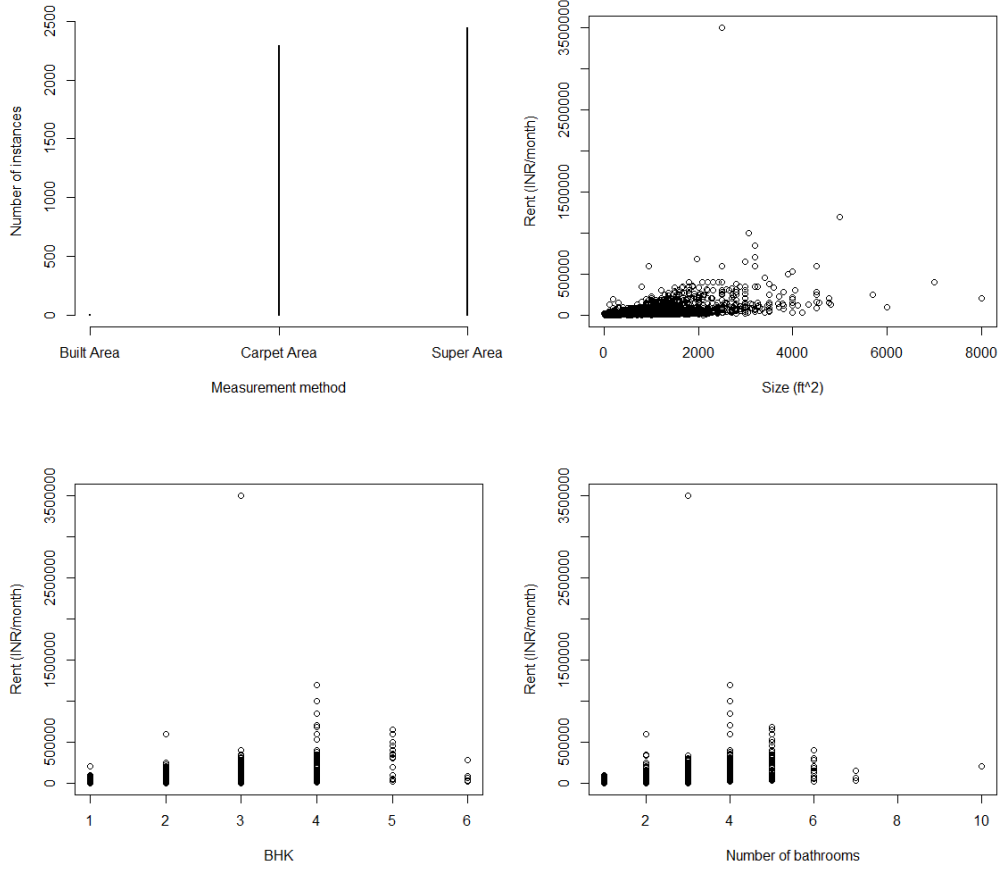 Number of instances
2500
2000
1500
1000
500
0
Built Area Carpet Area Super Area
Measurement method
Rent (INR/month)
3500000
2500000
1500000
500000
0
0 2000 4000 6000 8000
Size (ft^2)
Rent (INR/month)
3500000
2500000
1500000
500000
0
1 2 3 4 5 6
BHK
Rent (INR/month)
3500000
2500000
1500000
500000
0
2 4 6 8 10
Number of bathrooms